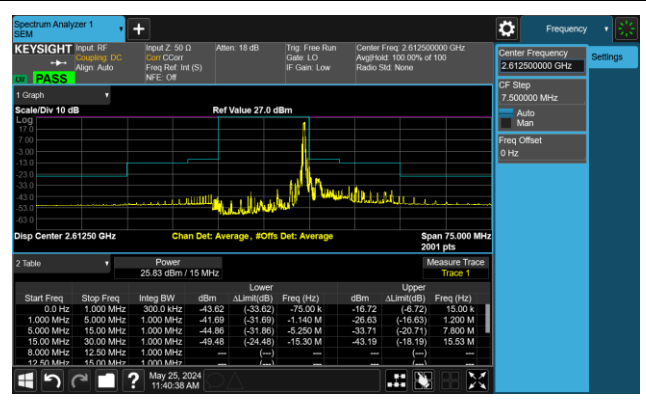 Spectrum Analyzer 1
SEM
Frequency
KEYSIGHT Input: RF Input Z: 50 Ω Atten: 18 dB Trig: Free Run Center Freq: 2.612500000 GHz
Coupling: DC Corr CCorr Gate: LO Avg|Hold: 100.00% of 100
Align: Auto Freq Ref: Int (S) IF Gain: Low Radio Std: None
NFE: Off
LW PASS
Center Frequency
2.612500000 GHz
Settings
CF Step
7.500000 MHz
Auto
Man
Freq Offset
0 Hz
1 Graph
Scale/Div 10 dB Ref Value 27.0 dBm
Log
17.0
7.00
-3.00
-13.0
-23.0
-33.0
-43.0
-53.0
-63.0
Disp Center 2.61250 GHz Chan Det: Average, #Offs Det: Average Span 75.000 MHz
2001 pts
2 Table Power Measure Trace
25.83 dBm / 15 MHz Trace 1
Lower Upper
Start Freq Stop Freq Integ BW dBm ΔLimit(dB) Freq (Hz) dBm ΔLimit(dB) Freq (Hz)
0.0 Hz 1.000 MHz 300.0 kHz -43.62 (-33.62) -75.00 k -16.72 (-6.72) 15.00 k
1.000 MHz 5.000 MHz 1.000 MHz -41.69 (-31.69) -1.140 M -26.63 (-16.63) 1.200 M
5.000 MHz 15.00 MHz 1.000 MHz -44.86 (-31.86) -5.250 M -33.71 (-20.71) 7.800 M
15.00 MHz 30.00 MHz 1.000 MHz -49.48 (-24.48) -15.30 M -43.19 (-18.19) 15.53 M
8.000 MHz 12.50 MHz 1.000 MHz --- (---) --- --- (---) ---
12.50 MHz 15.00 MHz 1.000 MHz --- (---) --- --- (---) ---
May 25, 2024
11:40:38 AM